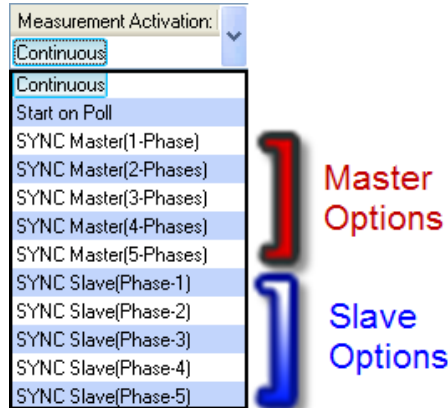 Measurement Activation:
Continuous
Continuous
Start on Poll
SYNC Master(1-Phase)
SYNC Master(2-Phases)
SYNC Master(3-Phases)
SYNC Master(4-Phases)
SYNC Master(5-Phases)
SYNC Slave(Phase-1)
SYNC Slave(Phase-2)
SYNC Slave(Phase-3)
SYNC Slave(Phase-4)
SYNC Slave(Phase-5)
Master
Options
Slave
Options